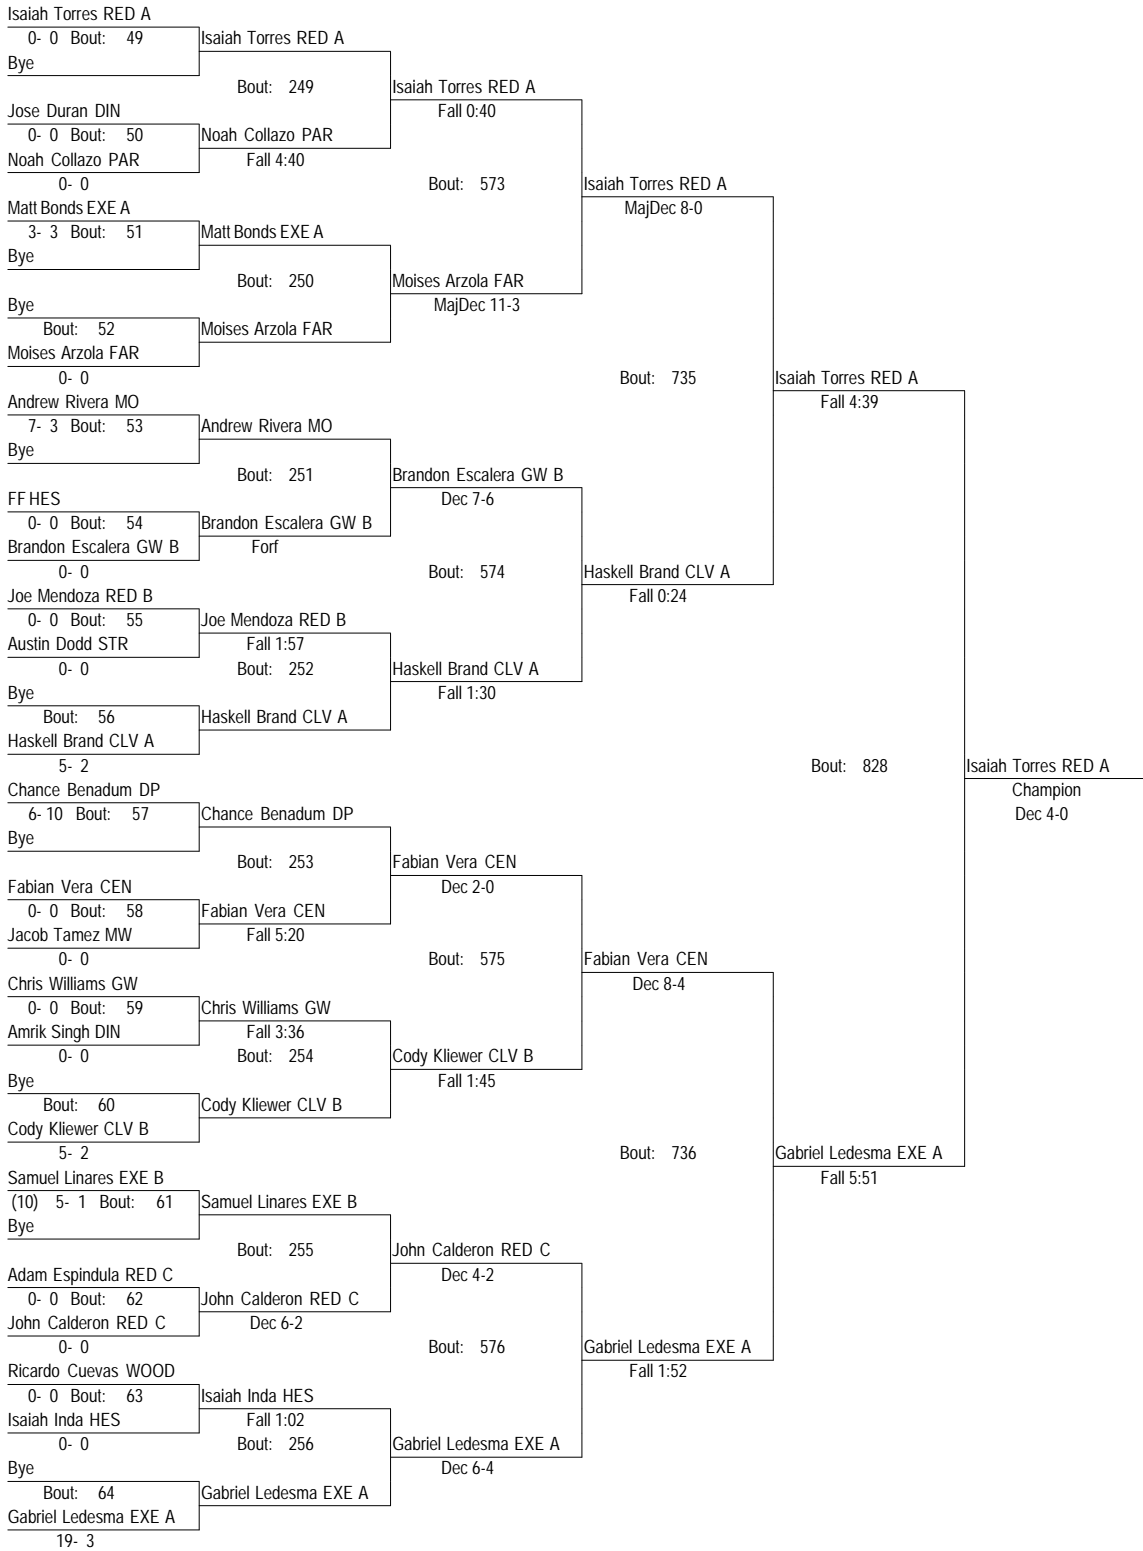 Isaiah Torres RED A
0- 0 Bout: 49
Isaiah Torres RED A
Bye
Bout: 249
Isaiah Torres RED A
Jose Duran DIN
Fall 0:40
0- 0 Bout: 50
Noah Collazo PAR
Noah Collazo PAR
Fall 4:40
0- 0
Bout: 573
Isaiah Torres RED A
Matt Bonds EXE A
MajDec 8-0
3- 3 Bout: 51
Matt Bonds EXE A
Bye
Bout: 250
Moises Arzola FAR
Bye
MajDec 11-3
Bout: 52
Moises Arzola FAR
Moises Arzola FAR
0- 0
Bout: 735
Isaiah Torres RED A
Andrew Rivera MO
Fall 4:39
7- 3 Bout: 53
Andrew Rivera MO
Bye
Bout: 251
Brandon Escalera GW B
FF HES
Dec 7-6
0- 0 Bout: 54
Brandon Escalera GW B
Brandon Escalera GW B
Forf
0- 0
Bout: 574
Haskell Brand CLV A
Joe Mendoza RED B
Fall 0:24
0- 0 Bout: 55
Joe Mendoza RED B
Austin Dodd STR
Fall 1:57
0- 0
Bout: 252
Haskell Brand CLV A
Bye
Fall 1:30
Bout: 56
Haskell Brand CLV A
Haskell Brand CLV A
5- 2
Bout: 828
Isaiah Torres RED A
Chance Benadum DP
Champion
6- 10 Bout: 57
Chance Benadum DP
Dec 4-0
Bye
Bout: 253
Fabian Vera CEN
Fabian Vera CEN
Dec 2-0
0- 0 Bout: 58
Fabian Vera CEN
Jacob Tamez MW
Fall 5:20
0- 0
Bout: 575
Fabian Vera CEN
Chris Williams GW
Dec 8-4
0- 0 Bout: 59
Chris Williams GW
Amrik Singh DIN
Fall 3:36
0- 0
Bout: 254
Cody Kliewer CLV B
Bye
Fall 1:45
Bout: 60
Cody Kliewer CLV B
Cody Kliewer CLV B
5- 2
Bout: 736
Gabriel Ledesma EXE A
Samuel Linares EXE B
Fall 5:51
(10) 5- 1 Bout: 61
Samuel Linares EXE B
Bye
Bout: 255
John Calderon RED C
Adam Espindula RED C
Dec 4-2
0- 0 Bout: 62
John Calderon RED C
John Calderon RED C
Dec 6-2
0- 0
Bout: 576
Gabriel Ledesma EXE A
Ricardo Cuevas WOOD
Fall 1:52
0- 0 Bout: 63
Isaiah Inda HES
Isaiah Inda HES
Fall 1:02
0- 0
Bout: 256
Gabriel Ledesma EXE A
Bye
Dec 6-4
Bout: 64
Gabriel Ledesma EXE A
Gabriel Ledesma EXE A
19- 3